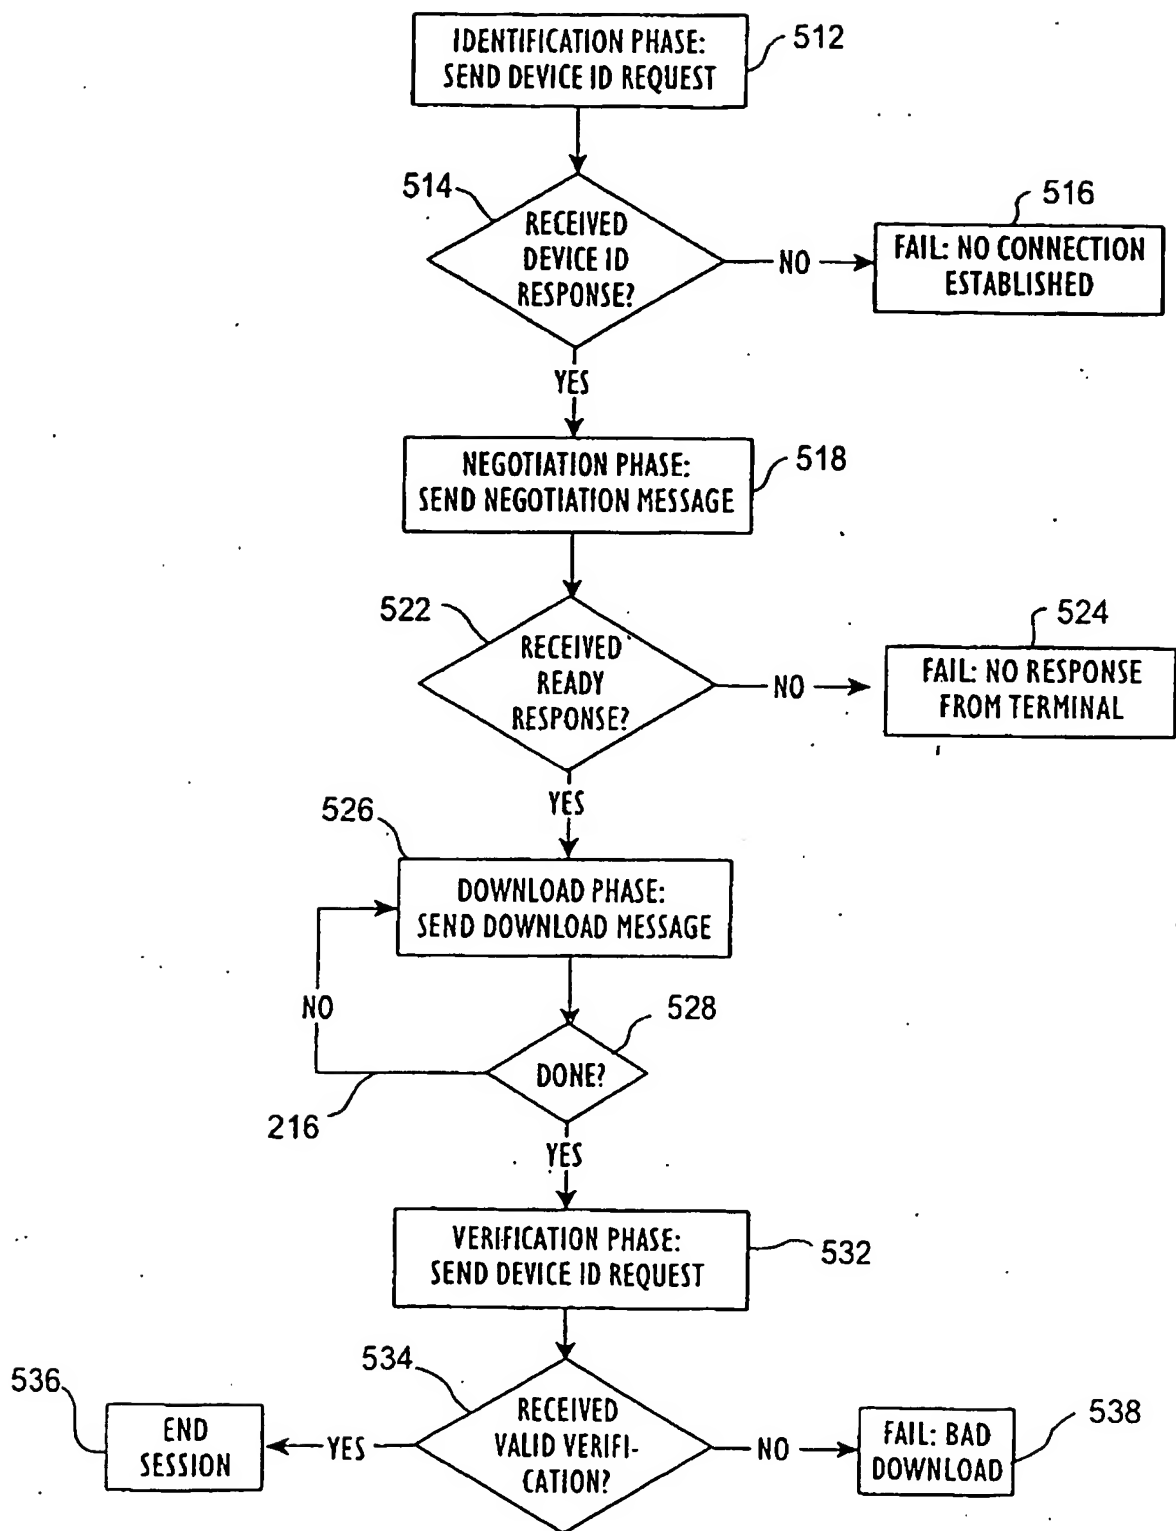 IDENTIFICATION PHASE:
SEND DEVICE ID REQUEST
512
514
RECEIVED
DEVICE ID
RESPONSE?
NO
516
FAIL: NO CONNECTION
ESTABLISHED
YES
NEGOTIATION PHASE:
SEND NEGOTIATION MESSAGE
518
522
RECEIVED
READY
RESPONSE?
NO
524
FAIL: NO RESPONSE
FROM TERMINAL
YES
526
DOWNLOAD PHASE:
SEND DOWNLOAD MESSAGE
NO
528
DONE?
216
YES
VERIFICATION PHASE:
SEND DEVICE ID REQUEST
532
534
RECEIVED
VALID VERIFI-
CATION?
YES
536
END
SESSION
NO
FAIL: BAD
DOWNLOAD
538